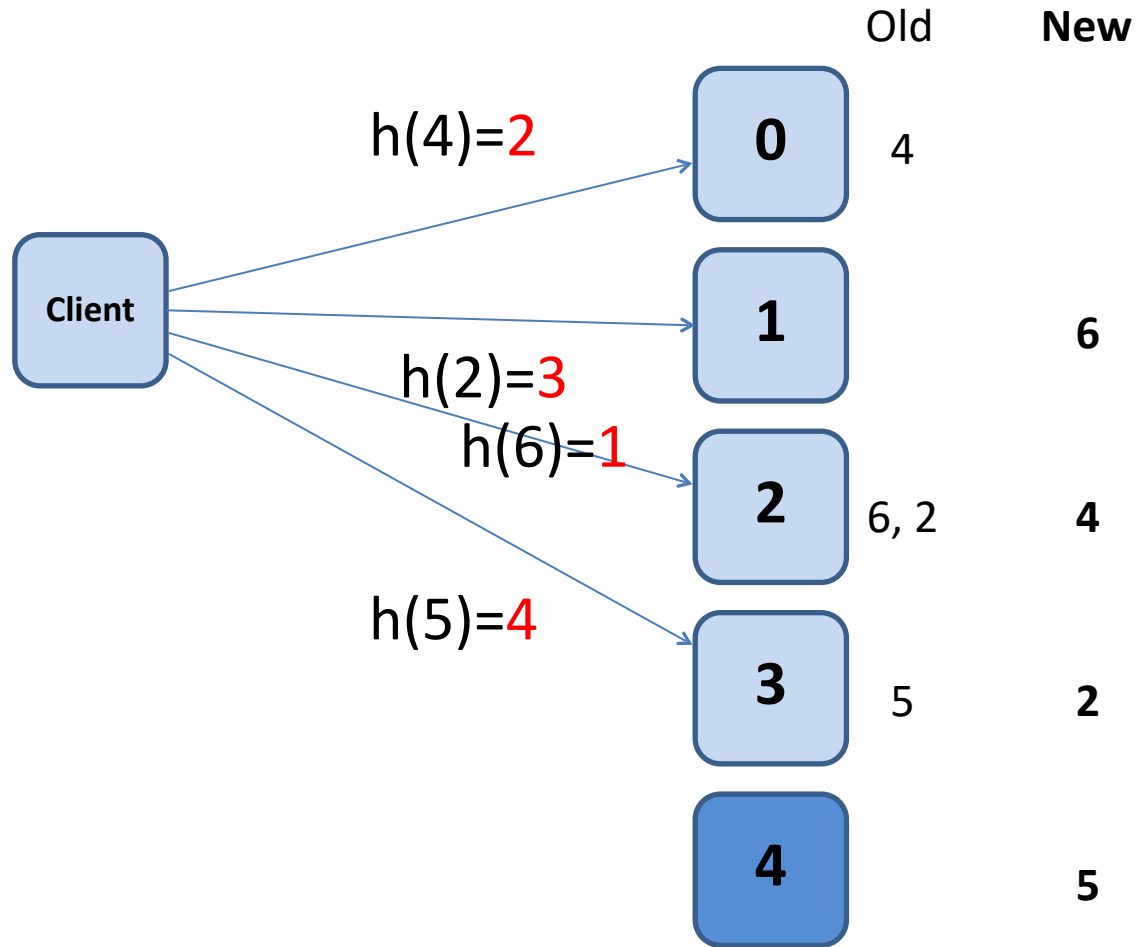 Old New
h(4)=2
0 4
Client
1 6
h(2)=3
h(6)=1
2 6, 2 4
h(5)=4
3 5 2
4 5